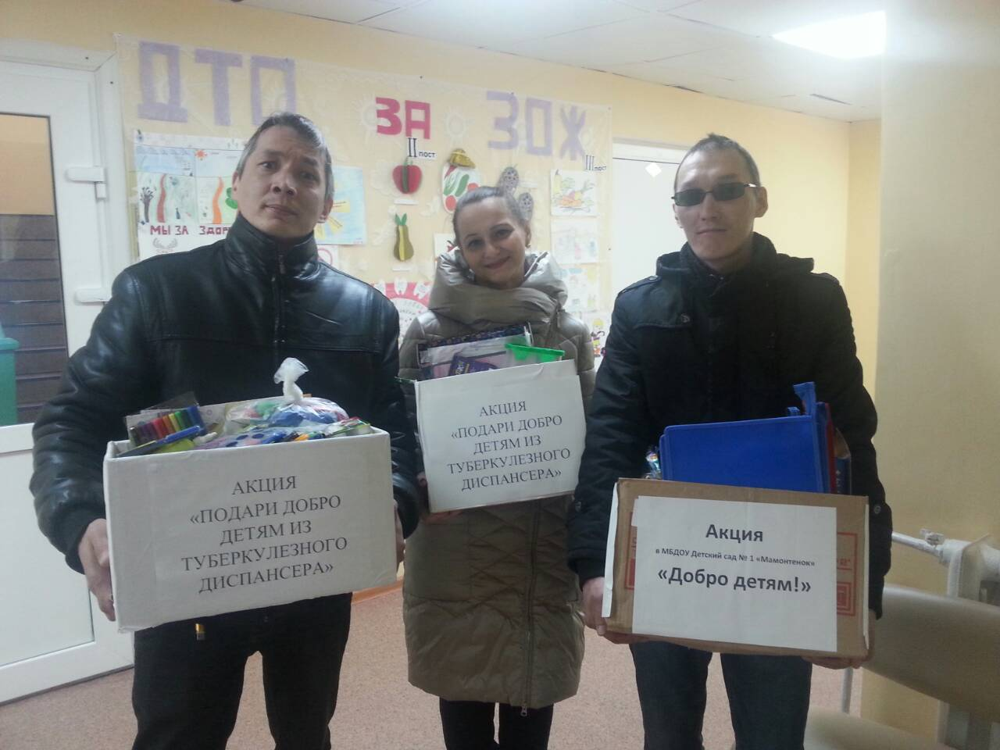 ДТО ЗА ЗОЖ
II пост
III пост
МЫ ЗА ЗДОР
АКЦИЯ
«ПОДАРИ ДОБРО
ДЕТЯМ ИЗ
ТУБЕРКУЛЕЗНОГО
ДИСПАНСЕРА»
АКЦИЯ
«ПОДАРИ ДОБРО
ДЕТЯМ ИЗ
ТУБЕРКУЛЕЗНОГО
ДИСПАНСЕРА»
Акция
в МБДОУ Детский сад № 1 «Мамонтенок»
«Добро детям!»